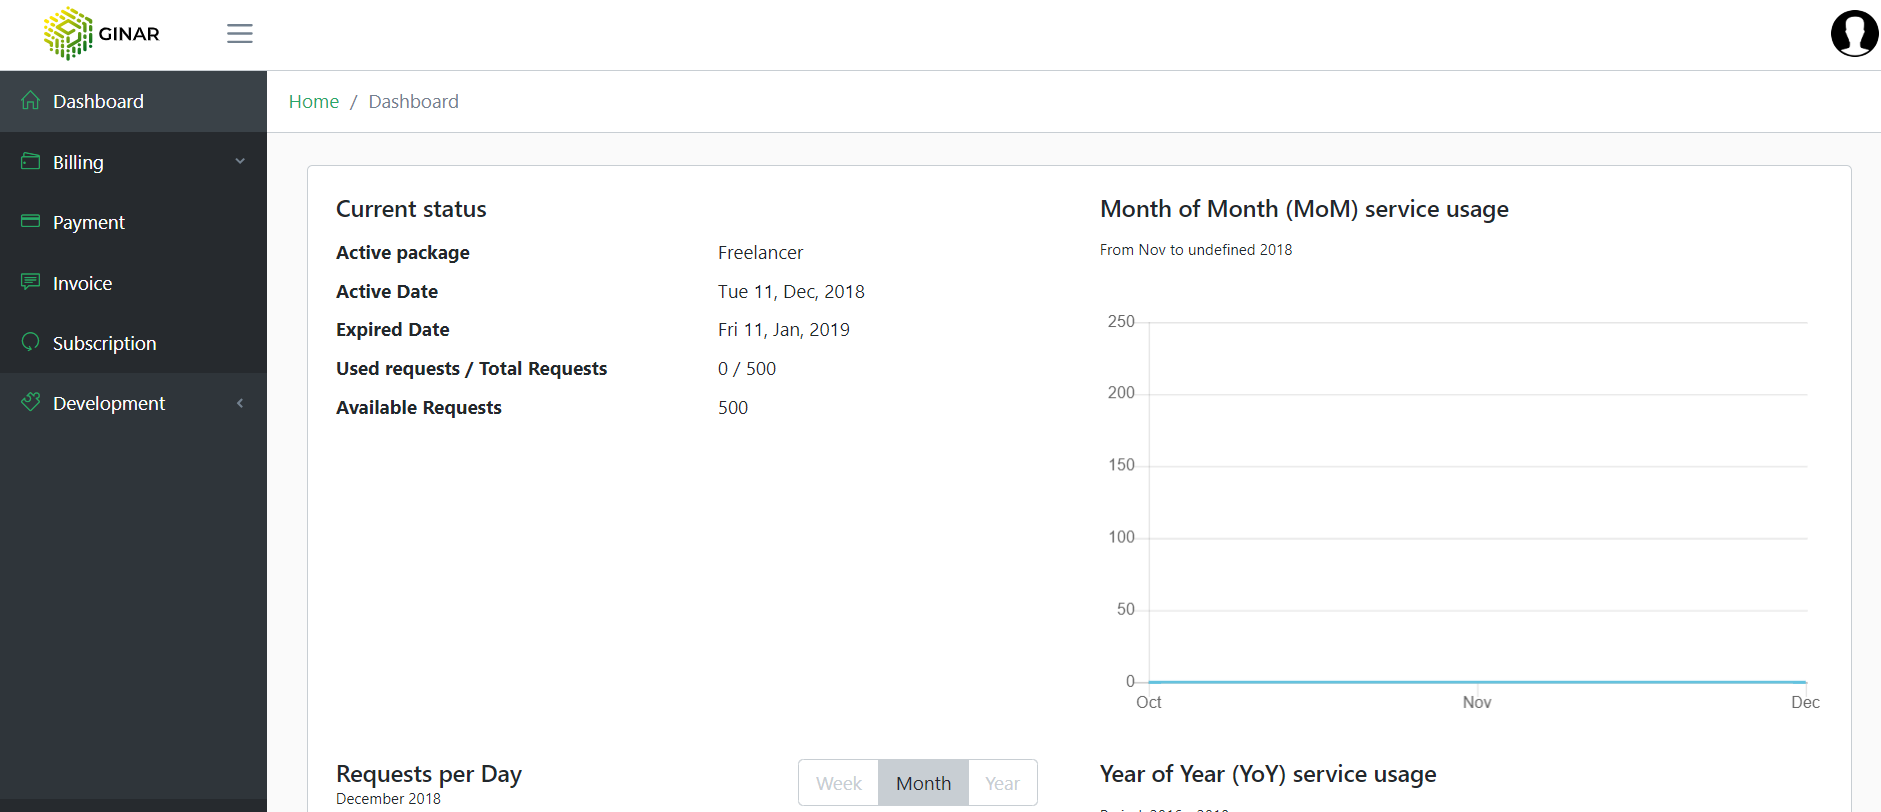 GINAR
Dashboard
Billing
Payment
Invoice
Subscription
Development
Home / Dashboard
Current status
Active package Freelancer
Active Date Tue 11, Dec, 2018
Expired Date Fri 11, Jan, 2019
Used requests / Total Requests 0 / 500
Available Requests 500
Month of Month (MoM) service usage
From Nov to undefined 2018
250
200
150
100
50
0
Oct Nov Dec
Requests per Day
December 2018
Week Month Year
Year of Year (YoY) service usage